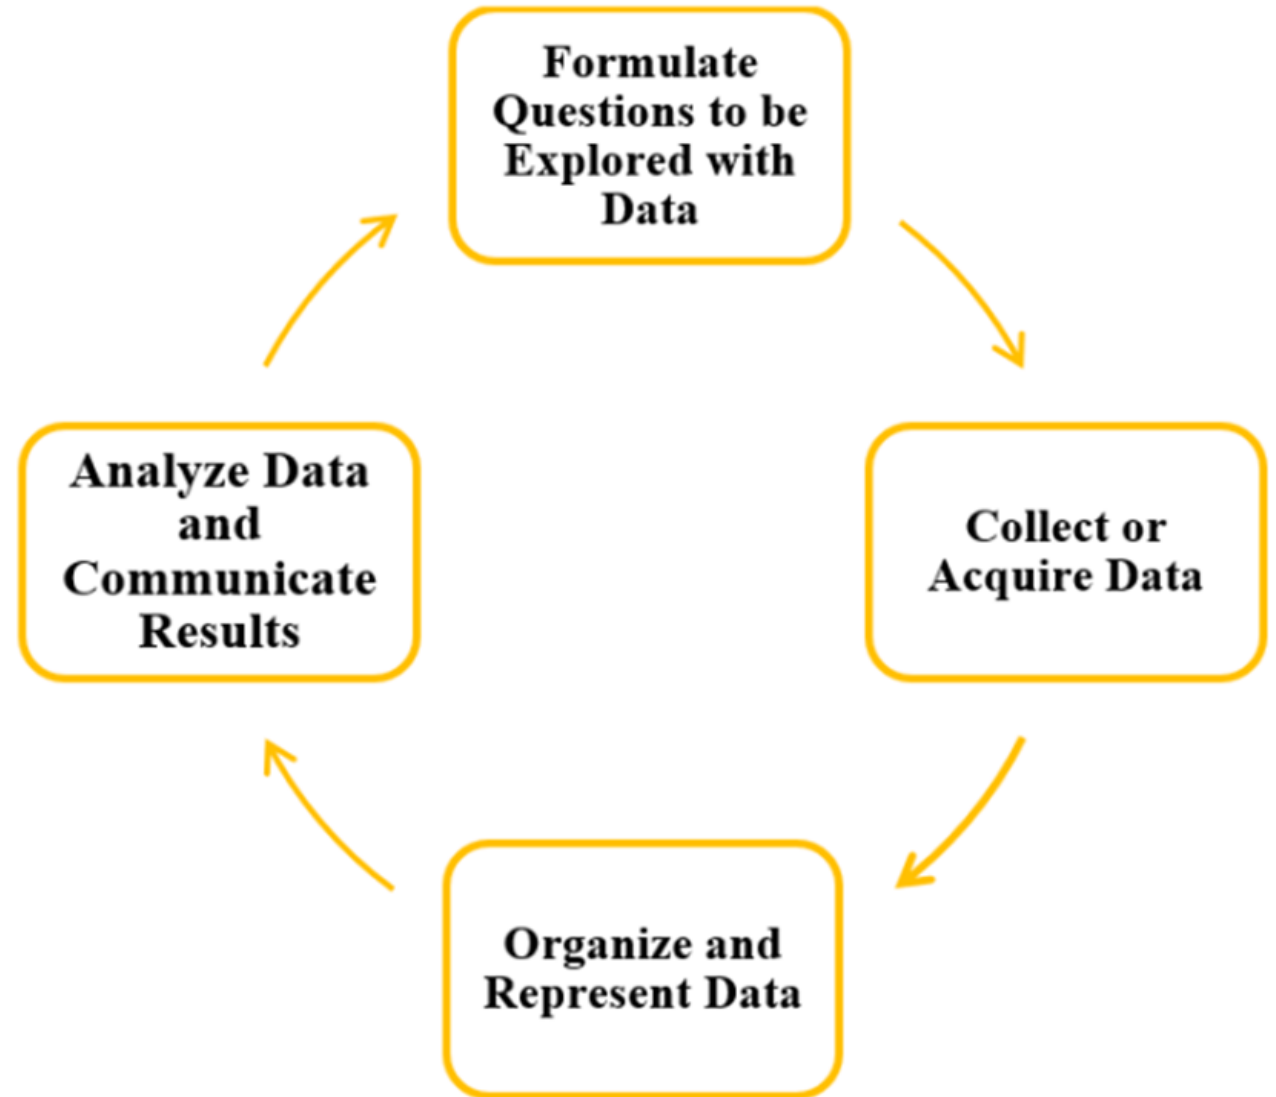 Formulate
Questions to be
Explored with
Data
Collect or
Acquire Data
Organize and
Represent Data
Analyze Data
and
Communicate
Results